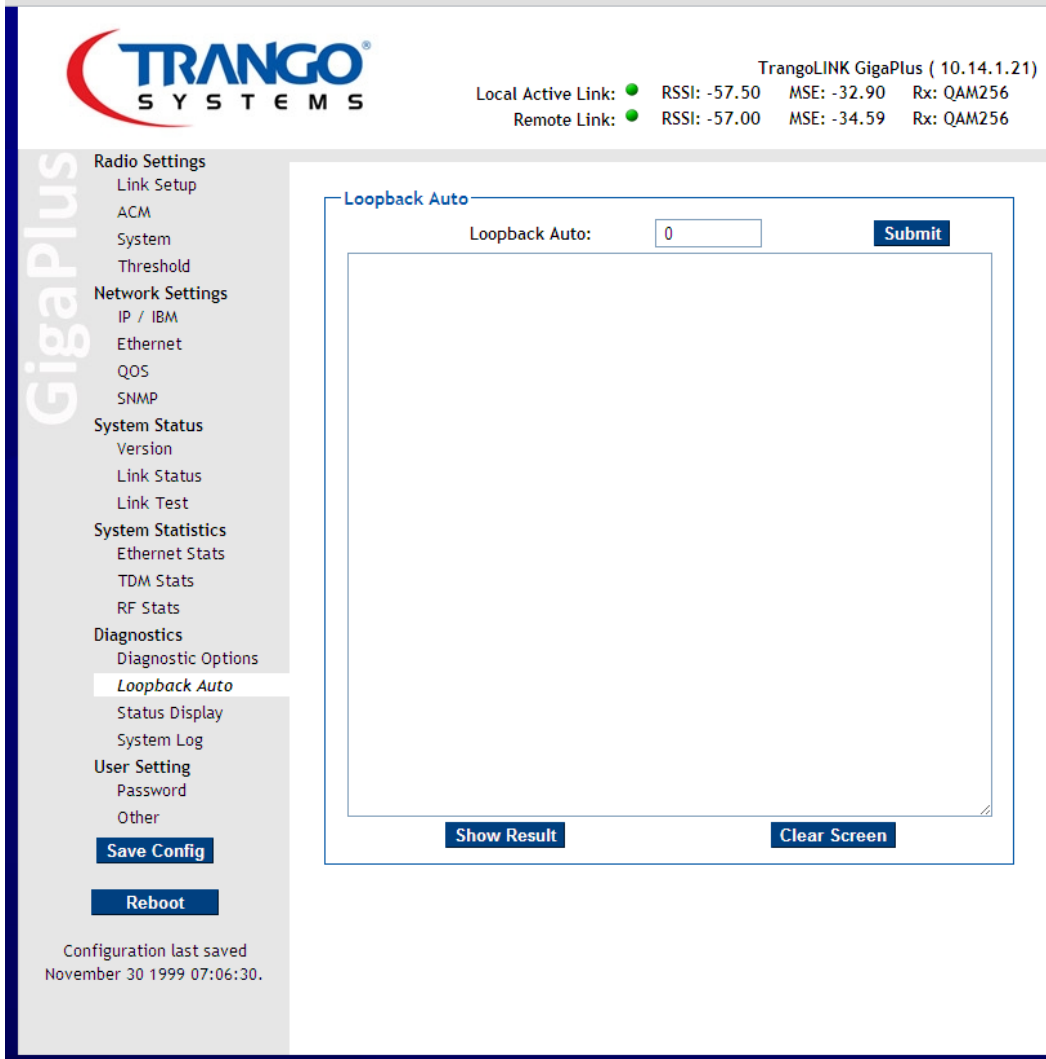 TRANGO®
SYSTEMS
TrangoLINK GigaPlus ( 10.14.1.21)
Local Active Link: RSSI: -57.50 MSE: -32.90 Rx: QAM256
Remote Link: RSSI: -57.00 MSE: -34.59 Rx: QAM256
GigaPlus
Radio Settings
Link Setup
ACM
System
Threshold
Network Settings
IP / IBM
Ethernet
QOS
SNMP
System Status
Version
Link Status
Link Test
System Statistics
Ethernet Stats
TDM Stats
RF Stats
Diagnostics
Diagnostic Options
Loopback Auto
Status Display
System Log
User Setting
Password
Other
Save Config
Reboot
Configuration last saved
November 30 1999 07:06:30.
Loopback Auto
Loopback Auto: 0 Submit
Show Result Clear Screen